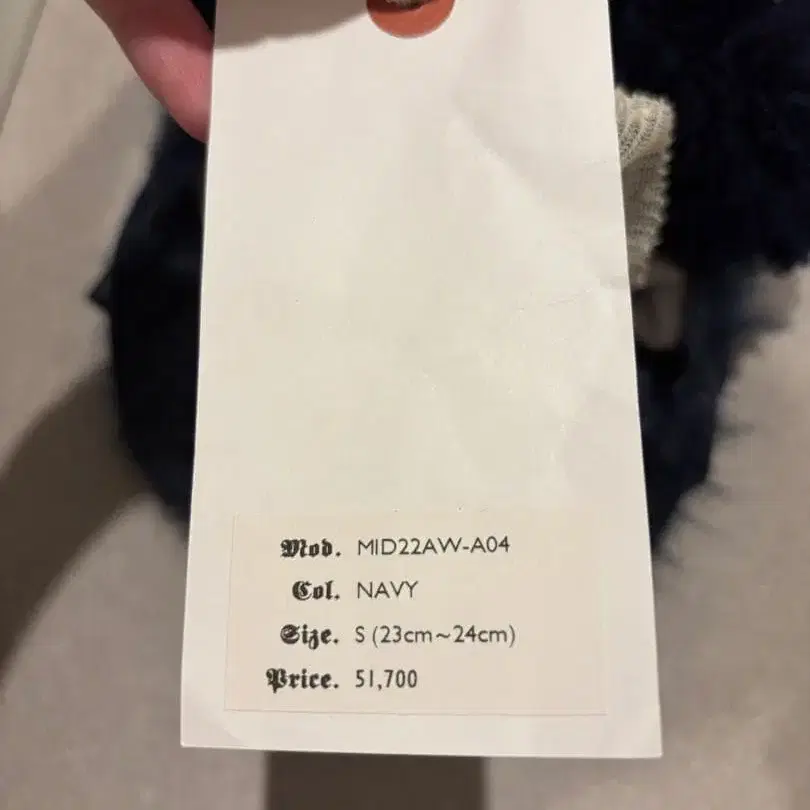 Mod. MID22AW-A04
Col. NAVY
Size. S (23cm~24cm)
Price. 51,700